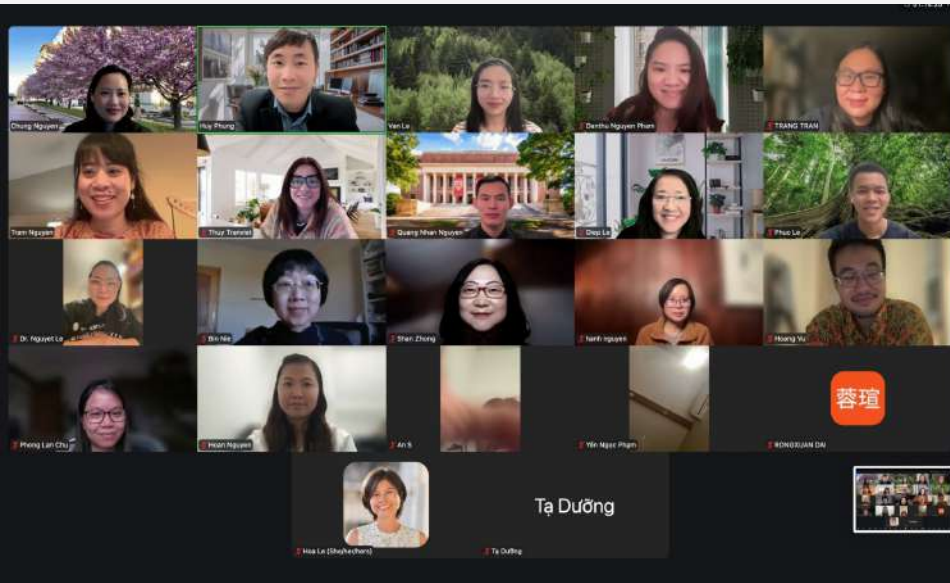 Chung Nguyen
Huy Phung
Van Le
Danthu Nguyen Pham
TRANG TRAN
Tram Nguyen
Thuy Tranviet
Quang Nhan Nguyen
Diep Le
Phuc Le
Dr. Nguyet Le
Bin Nie
Shan Zhong
hanh nguyen
Hoang Vu
Phong Lan Chu
Hoan Nguyen
An S
Yến Ngọc Phạm
蓉瑄
RONGXUAN DAI
Tạ Dưỡng
Hoa Le (She/her/hers)
Tạ Dưỡng